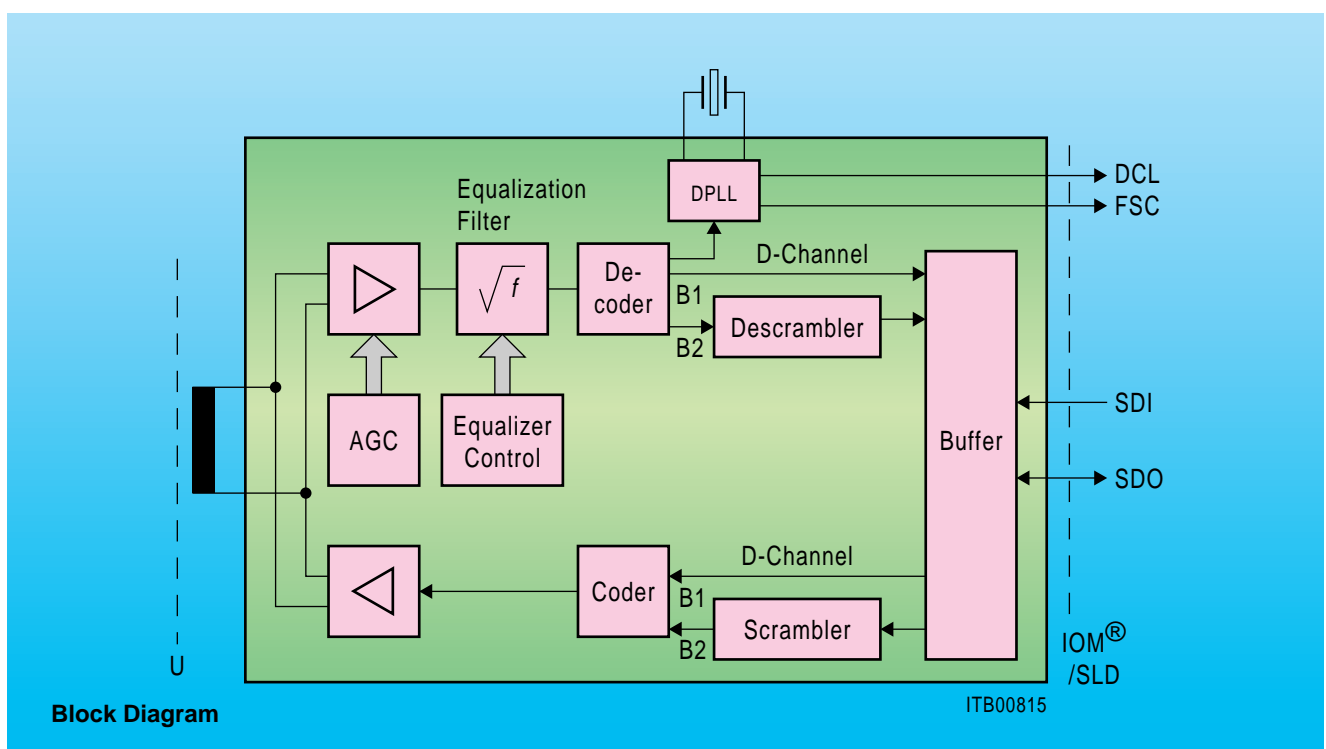 DPLL
DCL
FSC
Equalization
Filter
D-Channel
√f
De-
coder
B1
B2
Descrambler
AGC
Equalizer
Control
Buffer
SDI
SDO
D-Channel
Coder
B1
B2
Scrambler
U
IOM®
/SLD
ITB00815
Block Diagram